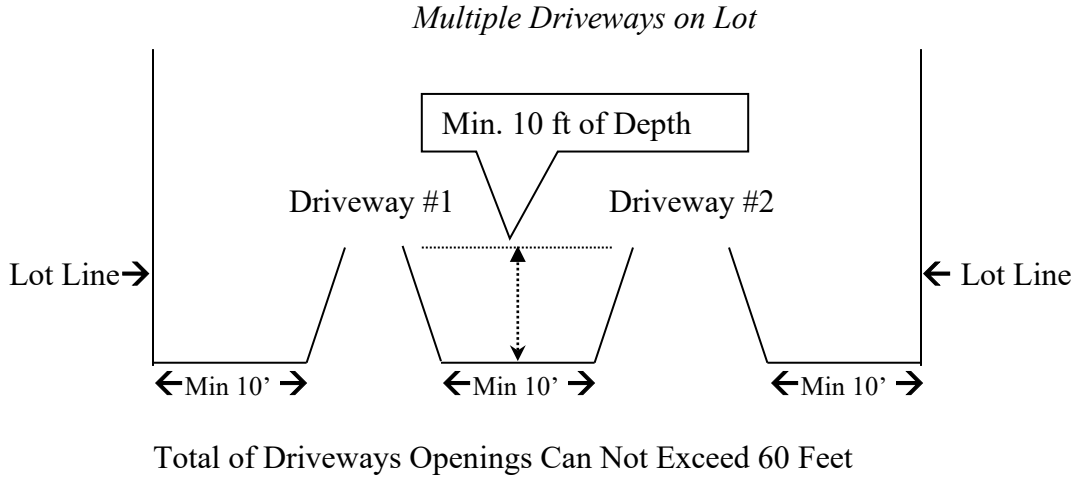 Multiple Driveways on Lot
Min. 10 ft of Depth
Driveway #1 Driveway #2
Lot Line→ ← Lot Line
←Min 10’ → ←Min 10’ → ←Min 10’ →
Total of Driveways Openings Can Not Exceed 60 Feet